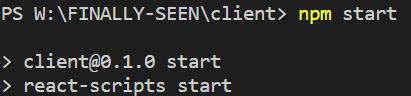 PS W:\FINALLY-SEEN\client> npm start
> client@0.1.0 start
> react-scripts start